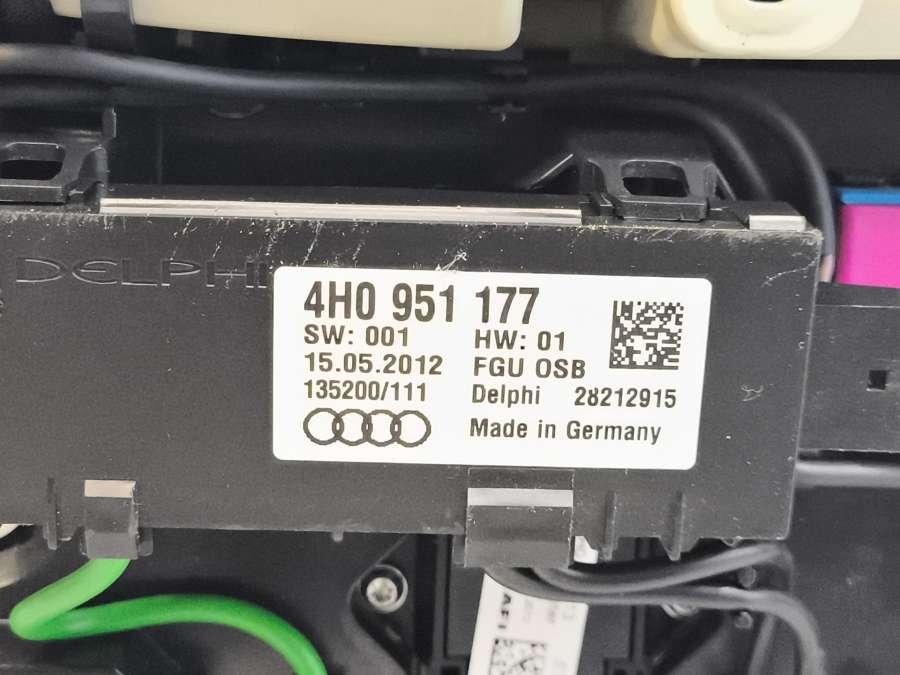 DELPHI
4H0 951 177
SW: 001 HW: 01
15.05.2012 FGU OSB
135200/111 Delphi 28212915
Made in Germany